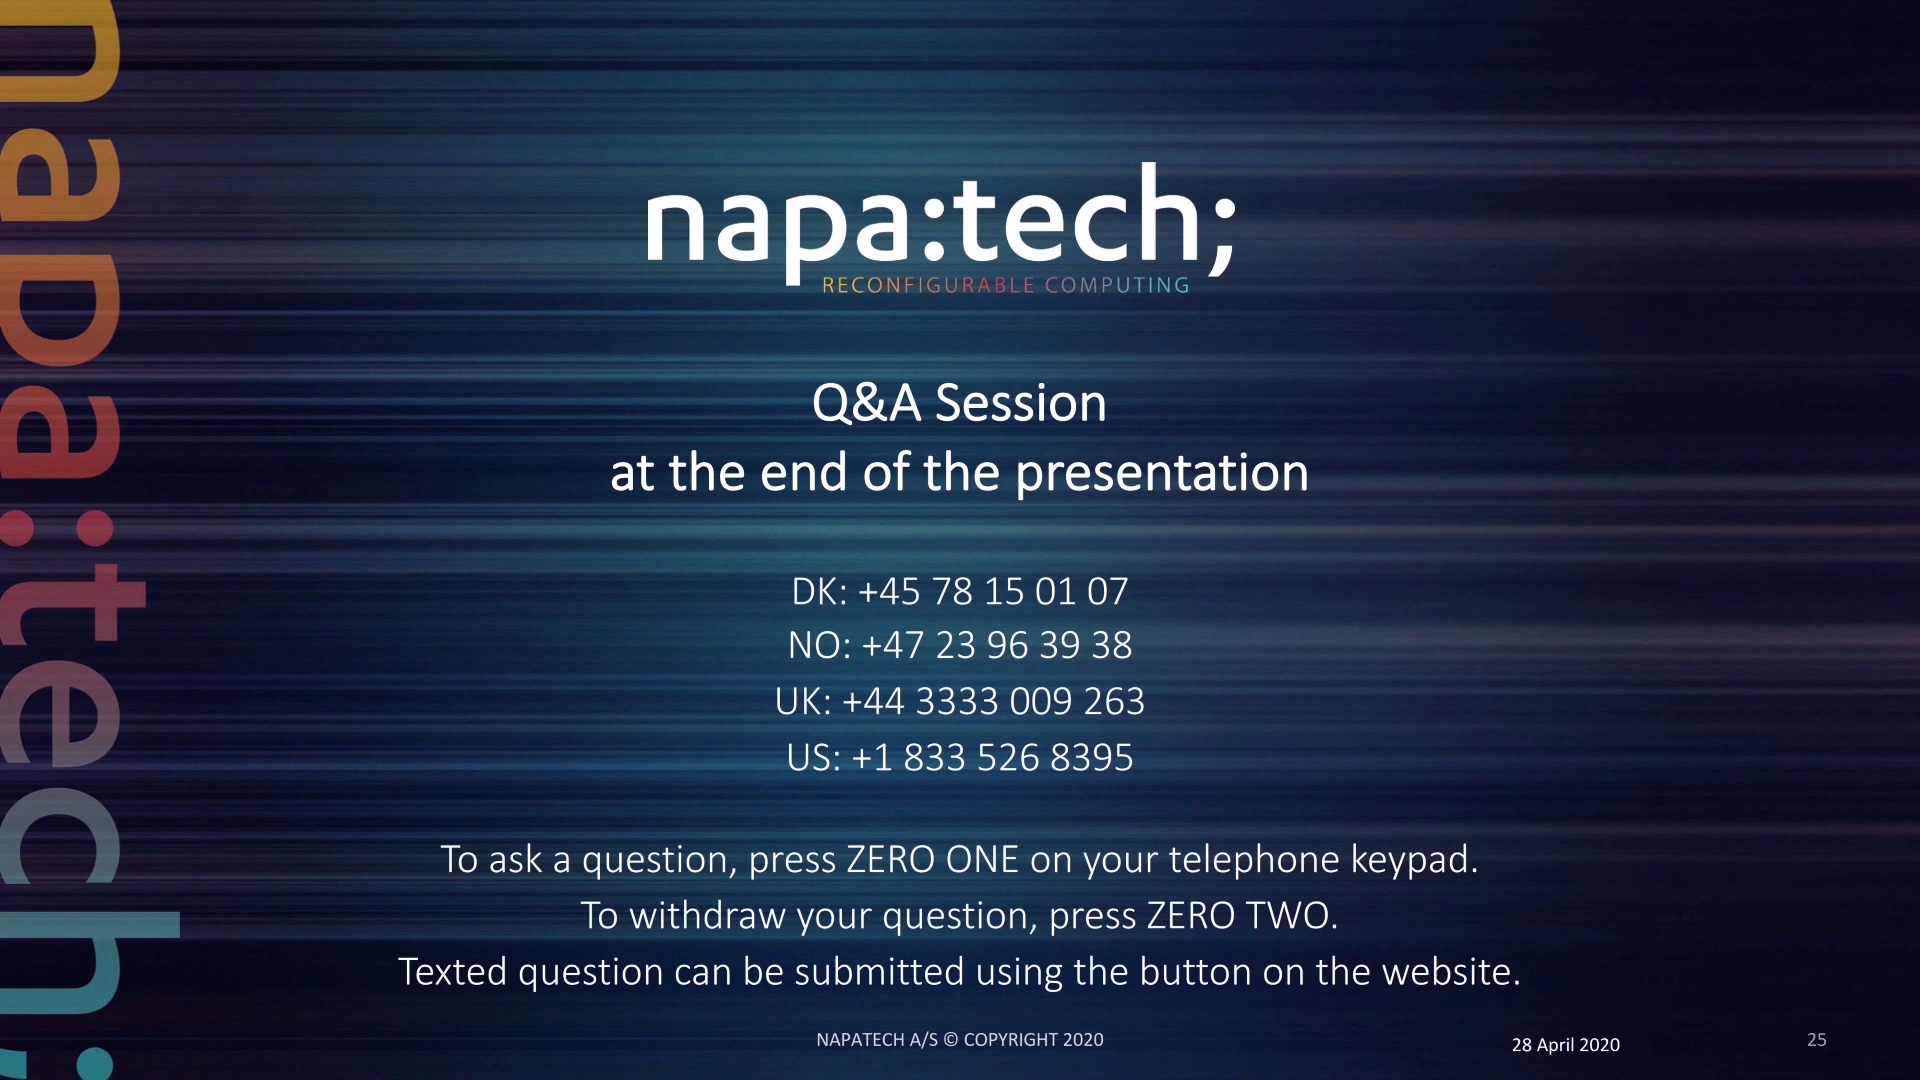 napa:tech;
napa:tech;
RECONFIGURABLE COMPUTING
Q&A Session
at the end of the presentation
DK: +45 78 15 01 07
NO: +47 23 96 39 38
UK: +44 3333 009 263
US: +1 833 526 8395
To ask a question, press ZERO ONE on your telephone keypad.
To withdraw your question, press ZERO TWO.
Texted question can be submitted using the button on the website.
NAPATECH A/S © COPYRIGHT 2020
28 April 2020
25